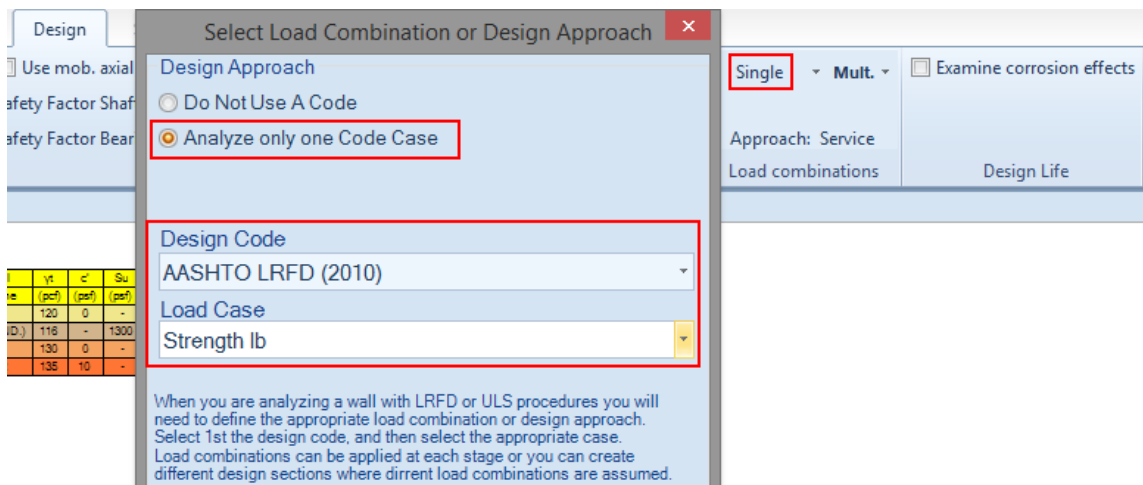 Design
Select Load Combination or Design Approach
Use mob. axial
afety Factor Shaf
afety Factor Bear
Design Approach
Do Not Use A Code
Analyze only one Code Case
Single
Mult.
Examine corrosion effects
Approach: Service
Load combinations
Design Life
Design Code
AASHTO LRFD (2010)
Load Case
Strength Ib
γt c' Su
(pcf) (psf) (psf)
120 0 -
ND.) 116 - 1300
130 0 -
135 10 -
When you are analyzing a wall with LRFD or ULS procedures you will
need to define the appropriate load combination or design approach.
Select 1st the design code, and then select the appropriate case.
Load combinations can be applied at each stage or you can create
different design sections where dirrent load combinations are assumed.